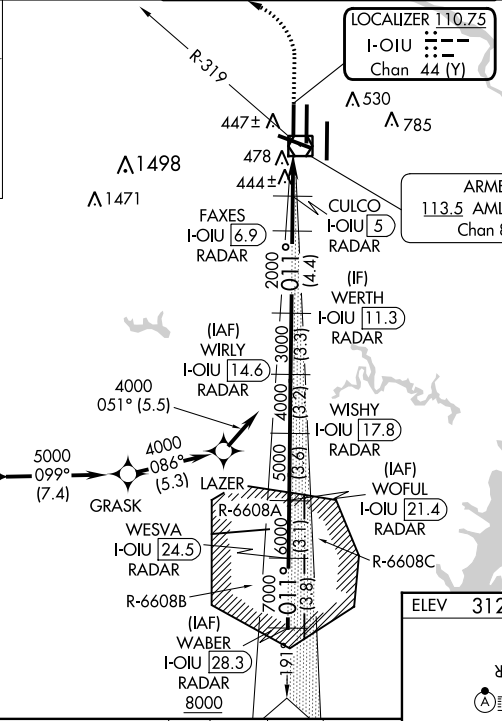 LOCALIZER 110.75
I-OIU
Chan 44 (Y)
R-319
530
785
447±
478
444±
1498
1471
ARME
113.5 AML
Chan 8
FAXES
I-OIU 6.9
RADAR
CULCO
I-OIU 5
RADAR
2000
011°
(4.4)
(IF)
WERTH
I-OIU 11.3
RADAR
(IAF)
WIRLY
I-OIU 14.6
RADAR
3000
(3.3)
4000
051° (5.5)
4000
(3.2)
WISHY
I-OIU 17.8
RADAR
5000
099°
(7.4)
4000
086°
(5.3)
GRASK
LAZER
5000
(3.6)
(IAF)
WOFUL
I-OIU 21.4
RADAR
R-6608A
WESVA
I-OIU 24.5
RADAR
6000
(3.1)
R-6608C
R-6608B
7000
011°
(3.8)
(IAF)
WABER
I-OIU 28.3
RADAR
8000
191°
ELEV 312
R
A